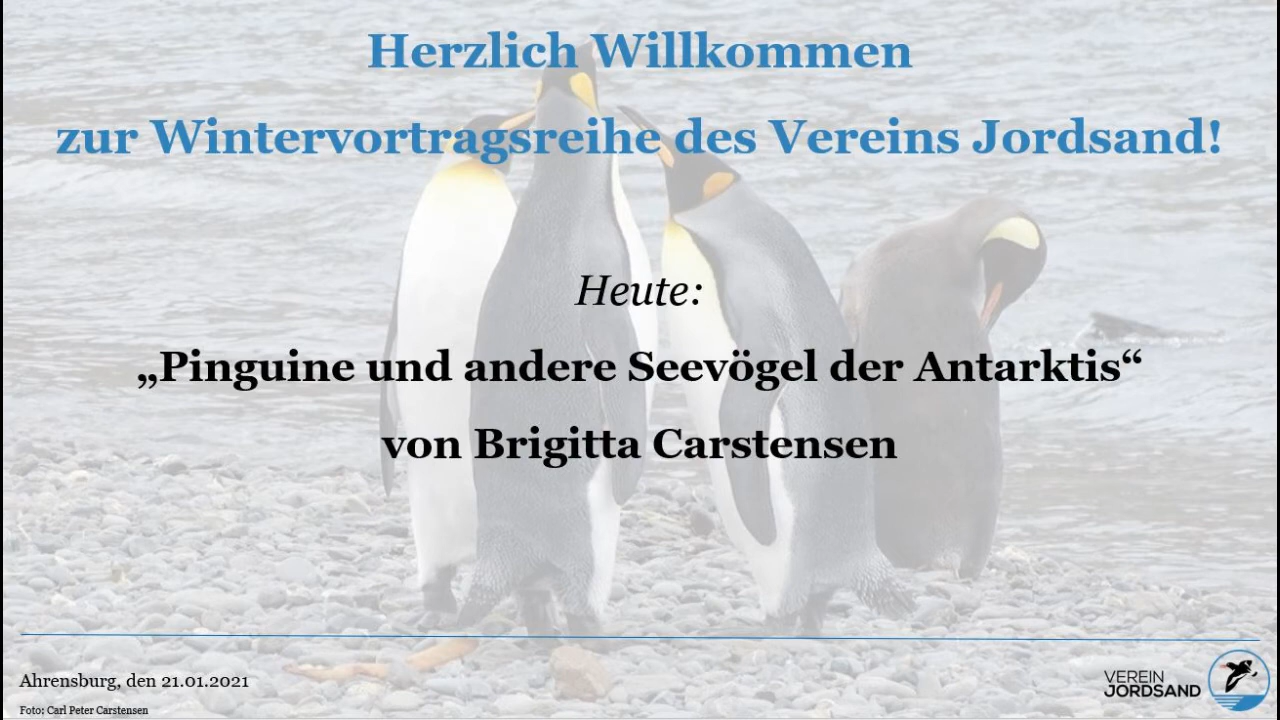 Herzlich Willkommen
zur Wintervortragsreihe des Vereins Jordsand!
Heute:
„Pinguine und andere Seevögel der Antarktis“
von Brigitta Carstensen
Ahrensburg, den 21.01.2021
Foto: Carl Peter Carstensen
VEREIN
JORDSAND